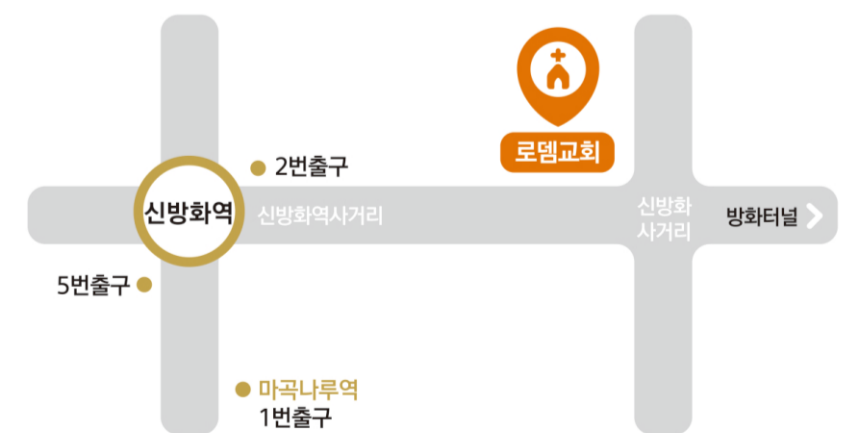 로뎀교회
2번출구
신방화역
신방화역사거리
신방화
사거리
방화터널
5번출구
마곡나루역
1번출구